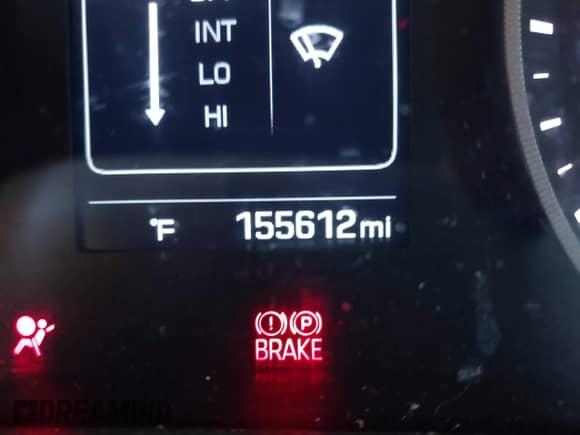 INT
LO
HI
°F 155612 mi
(!) (P)
BRAKE
DREAMBID